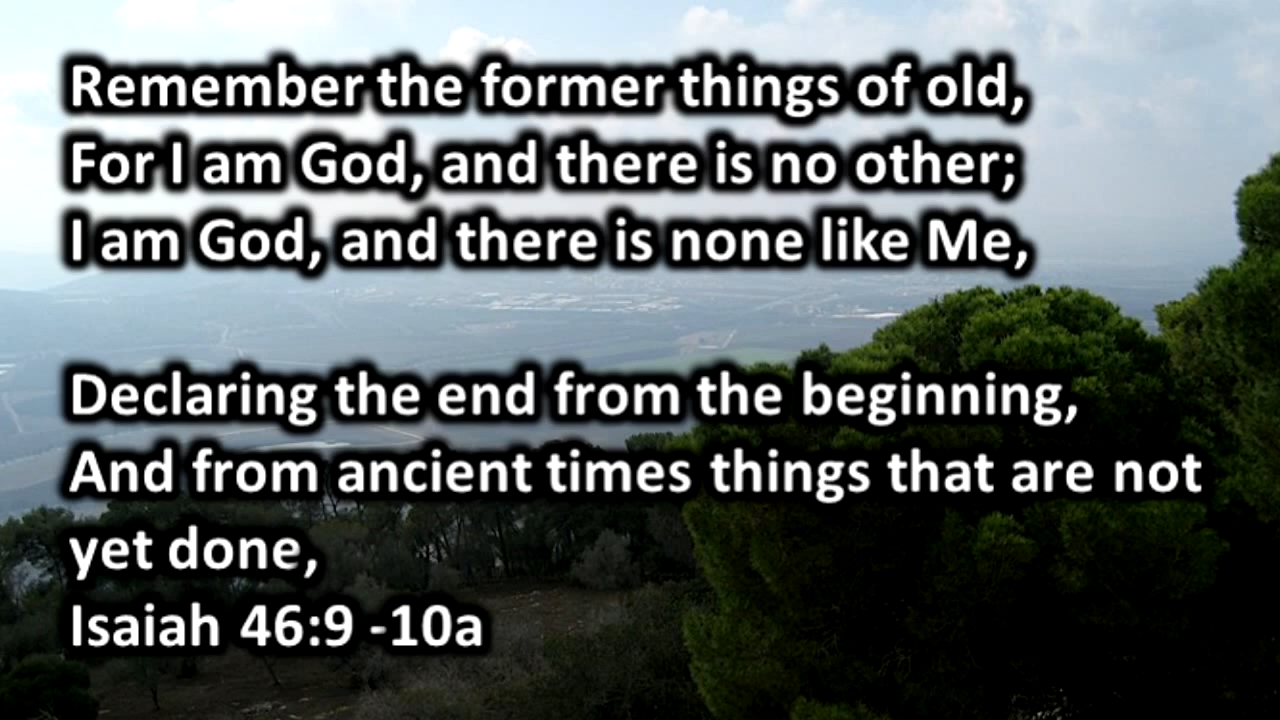 Remember the former things of old,
For I am God, and there is no other;
I am God, and there is none like Me,
Declaring the end from the beginning,
And from ancient times things that are not
yet done,
Isaiah 46:9 -10a